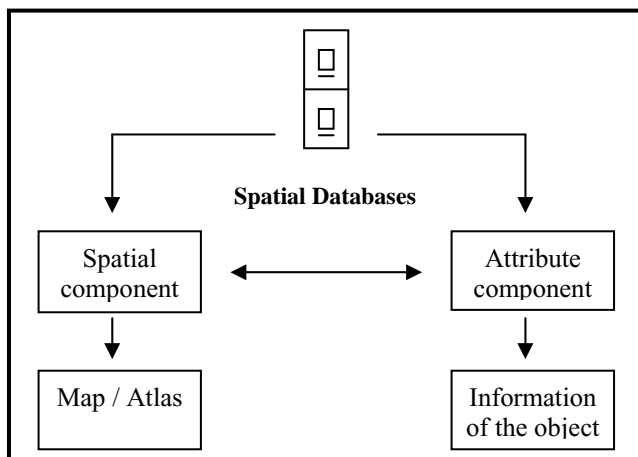 Spatial Databases
Spatial
component
Attribute
component
Map / Atlas
Information
of the object